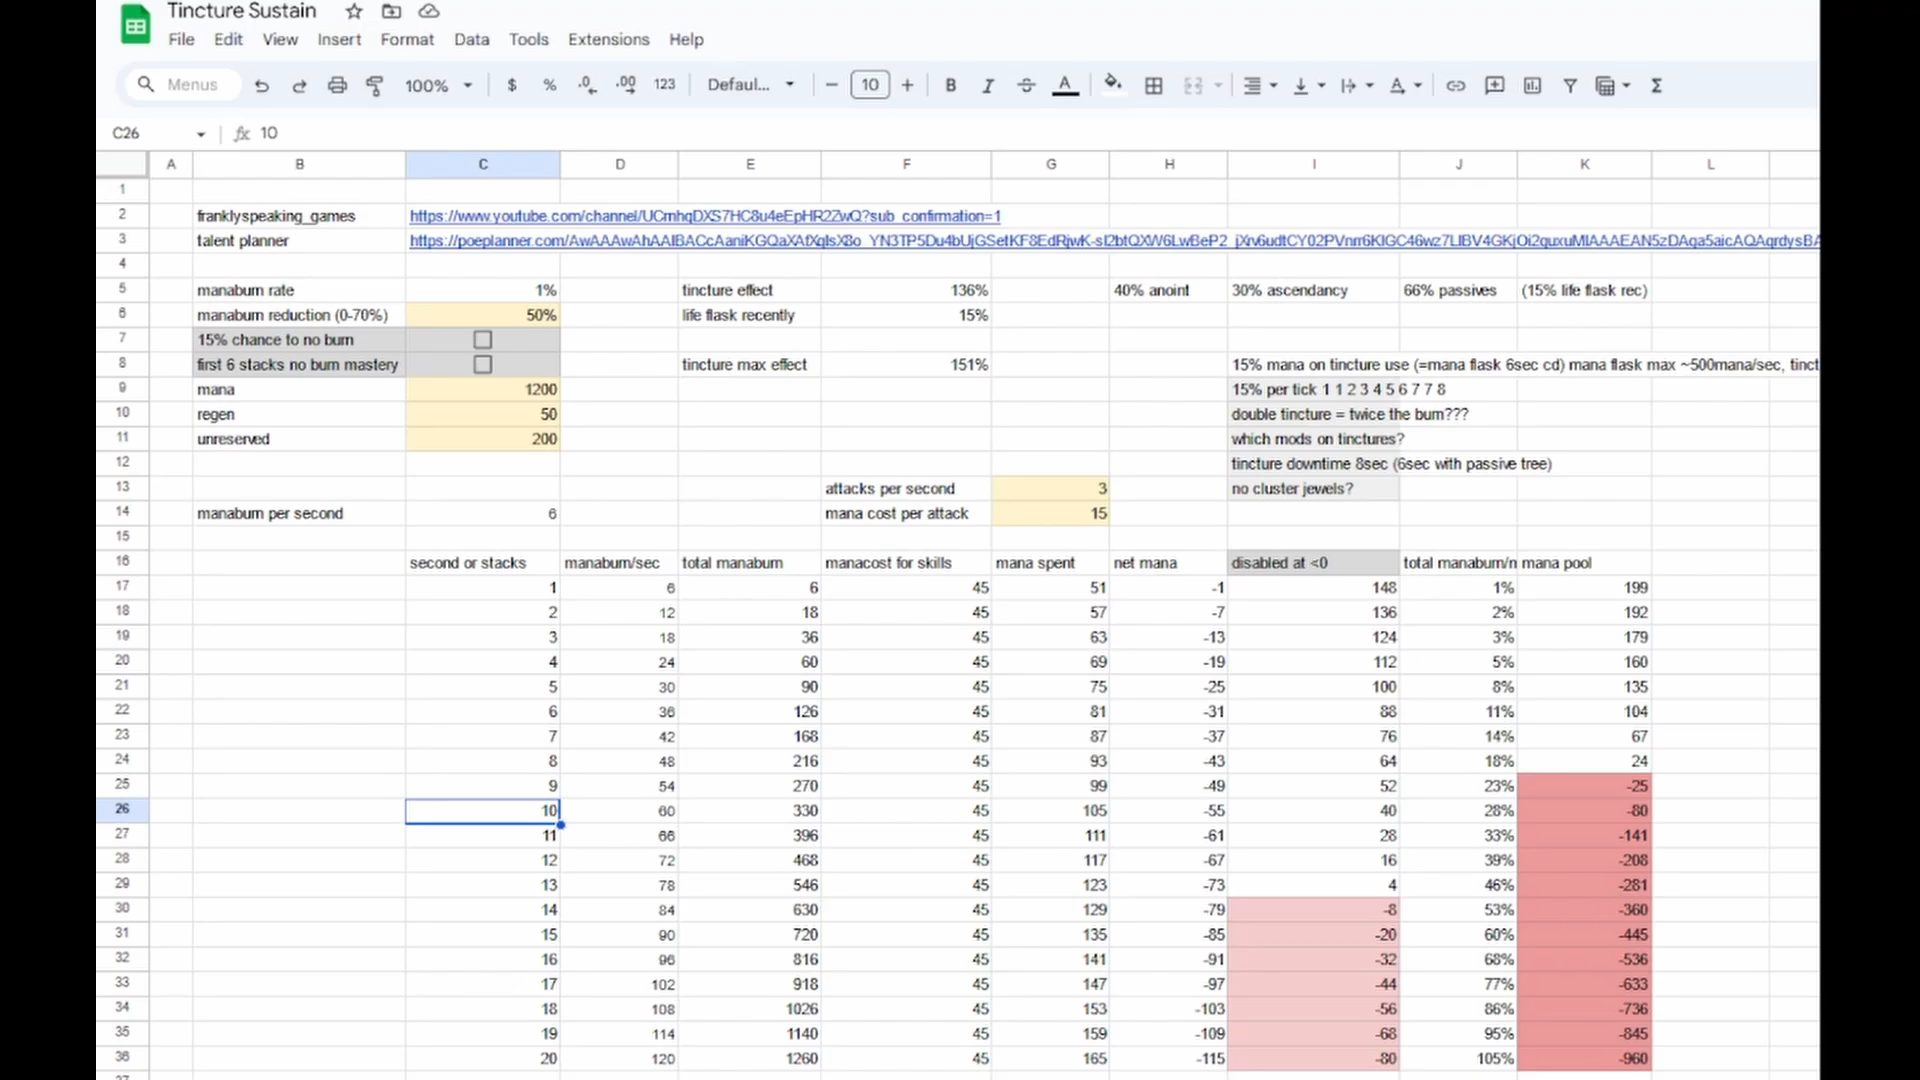 Tincture Sustain
File Edit View Insert Format Data Tools Extensions Help
Menus 100% $ % .0 .00 123 Defaul... 10 B I A
C26 fx 10
A B C D E F G H I J K L
1
2 franklyspeaking_games https://www.youtube.com/channel/UCmhqDXS7HC8u4eEpHR2ZwQ?sub_confirmation=1
3 talent planner
4
5 manaburn rate 1% tincture effect 136% 40% anoint 30% ascendancy 66% passives (15% life flask rec)
6 manaburn reduction (0-70%) 50% life flask recently 15%
7 15% chance to no burn
8 first 6 stacks no burn mastery tincture max effect 151% 15% mana on tincture use (=mana flask 6sec cd) mana flask max ~500mana/sec, tinct
9 mana 1200 15% per tick 1 1 2 3 4 5 6 7 7 8
10 regen 50 double tincture = twice the burn???
11 unreserved 200 which mods on tinctures?
12 tincture downtime 8sec (6sec with passive tree)
13 attacks per second 3 no cluster jewels?
14 manaburn per second 6 mana cost per attack 15
15
16 second or stacks manaburn/sec total manaburn manacost for skills mana spent net mana disabled at <0 total manaburn/n mana pool
17 1 6 6 45 51 -1 148 1% 199
18 2 12 18 45 57 -7 136 2% 192
19 3 18 36 45 63 -13 124 3% 179
20 4 24 60 45 69 -19 112 5% 160
21 5 30 90 45 75 -25 100 8% 135
22 6 36 126 45 81 -31 88 11% 104
23 7 42 168 45 87 -37 76 14% 67
24 8 48 216 45 93 -43 64 18% 24
25 9 54 270 45 99 -49 52 23% -25
26 10 60 330 45 105 -55 40 28% -80
27 11 66 396 45 111 -61 28 33% -141
28 12 72 468 45 117 -67 16 39% -208
29 13 78 546 45 123 -73 4 46% -281
30 14 84 630 45 129 -79 -8 53% -360
31 15 90 720 45 135 -85 -20 60% -445
32 16 96 816 45 141 -91 -32 68% -536
33 17 102 918 45 147 -97 -44 77% -633
34 18 108 1026 45 153 -103 -56 86% -736
35 19 114 1140 45 159 -109 -68 95% -845
36 20 120 1260 45 165 -115 -80 105% -960